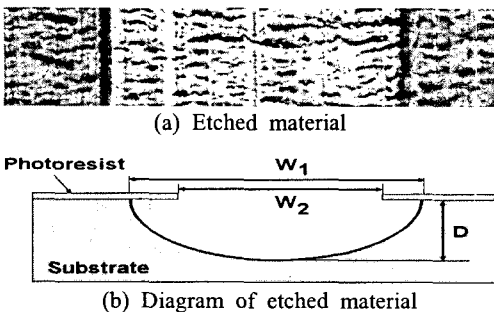 (a) Etched material
Photoresist
W1
W2
D
Substrate
(b) Diagram of etched material